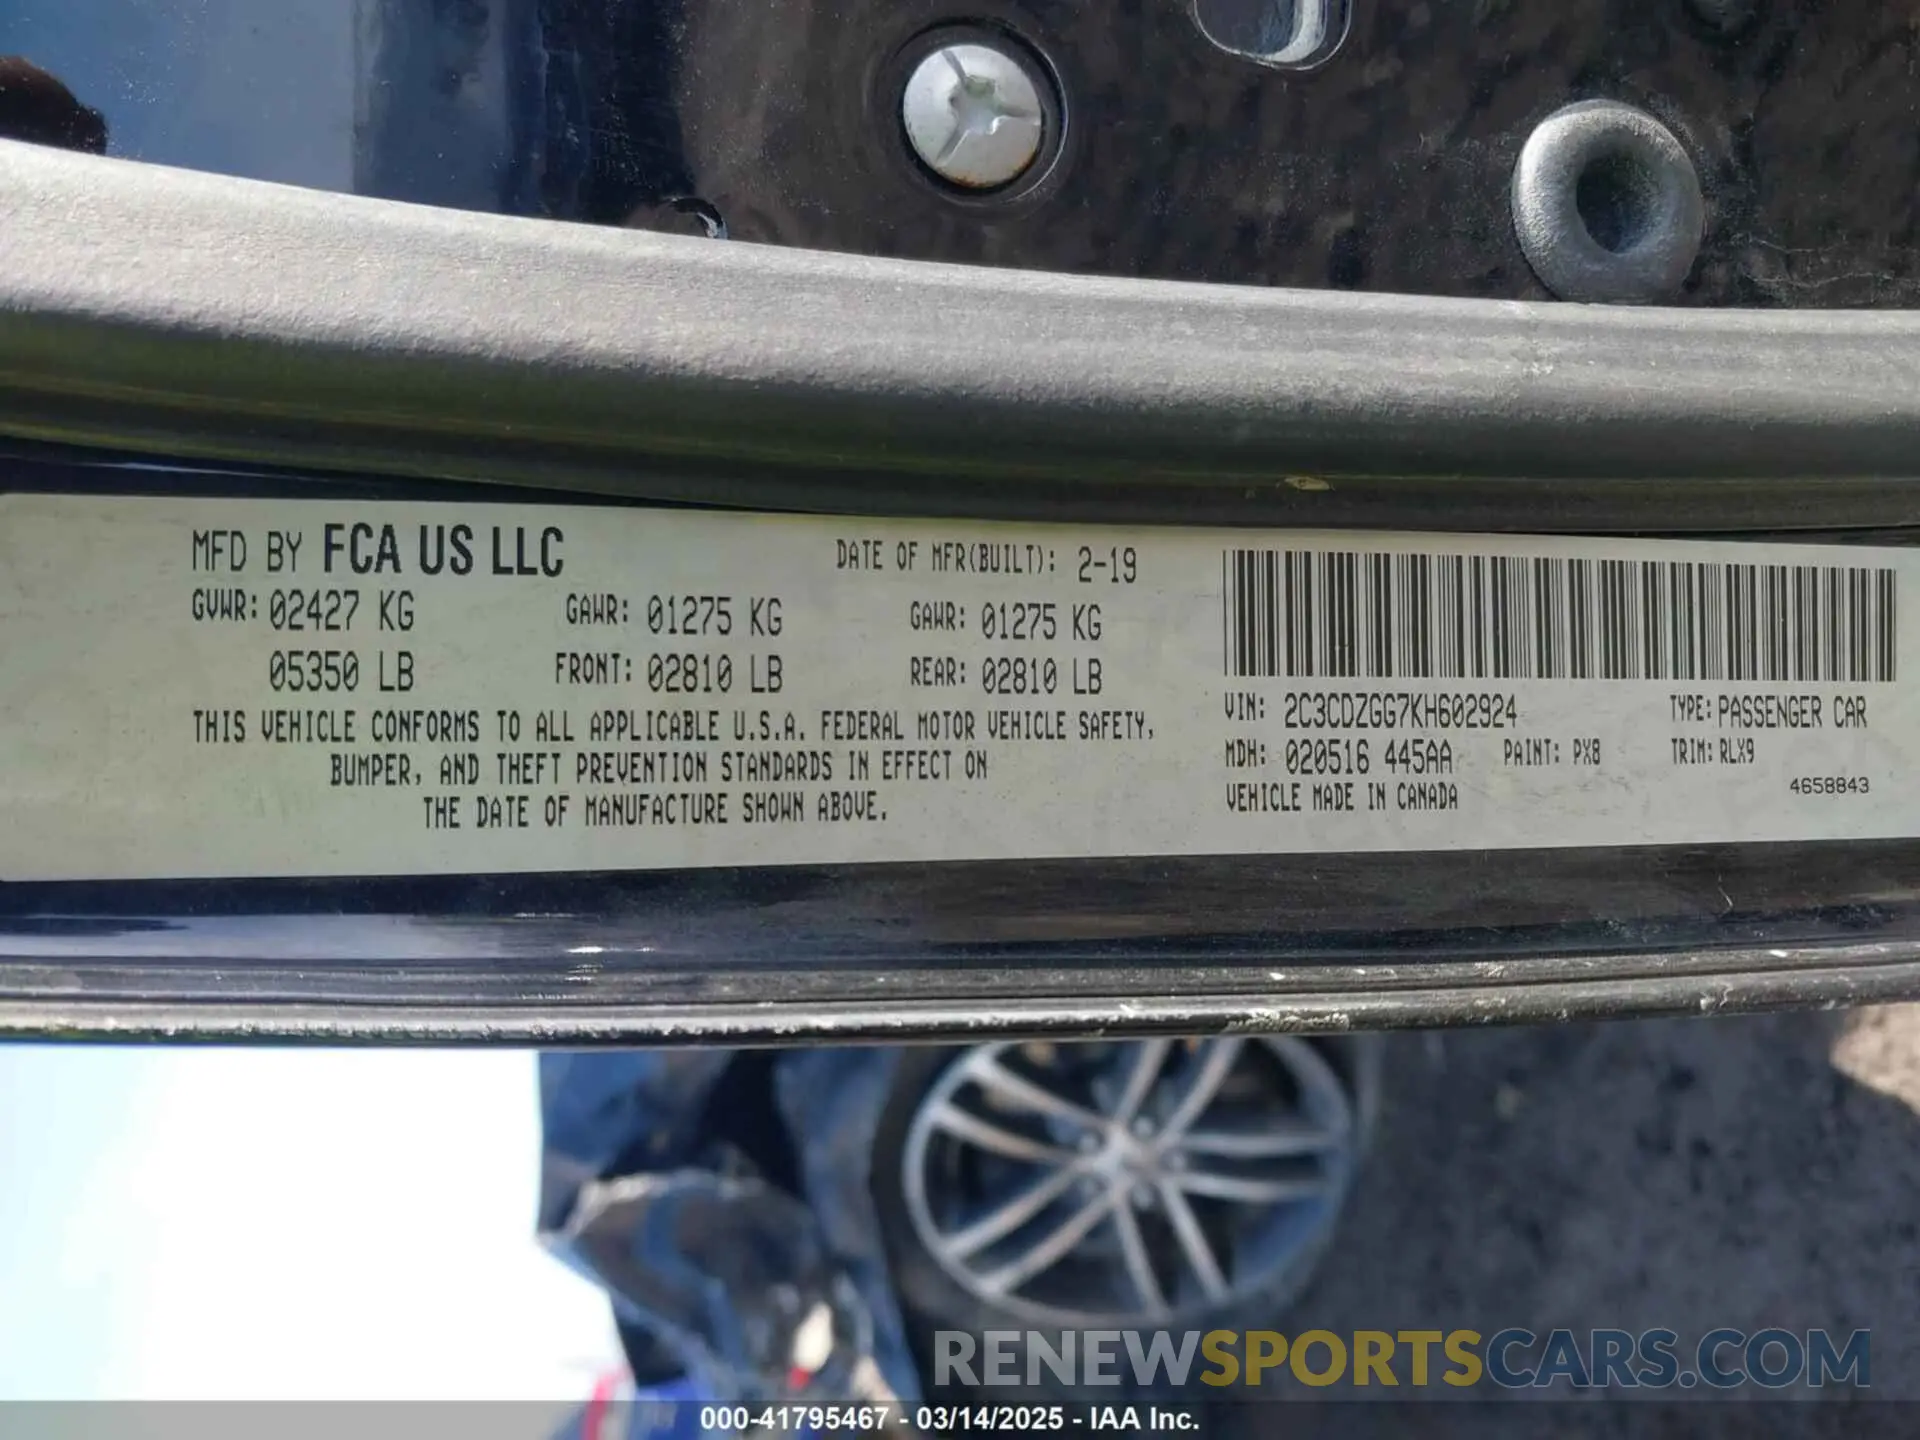 MFD BY FCA US LLC DATE OF MFR(BUILT): 2-19
GVWR: 02427 KG GAWR: 01275 KG GAWR: 01275 KG
05350 LB FRONT: 02810 LB REAR: 02810 LB
THIS VEHICLE CONFORMS TO ALL APPLICABLE U.S.A. FEDERAL MOTOR VEHICLE SAFETY,
BUMPER, AND THEFT PREVENTION STANDARDS IN EFFECT ON
THE DATE OF MANUFACTURE SHOWN ABOVE.
VIN: 2C3CDZGG7KH602924 TYPE: PASSENGER CAR
MDH: 020516 445AA PAINT: PX8 TRIM: RLX9
VEHICLE MADE IN CANADA 4658843
RENEWSPORTSCARS.COM
000-41795467 - 03/14/2025 - IAA Inc.